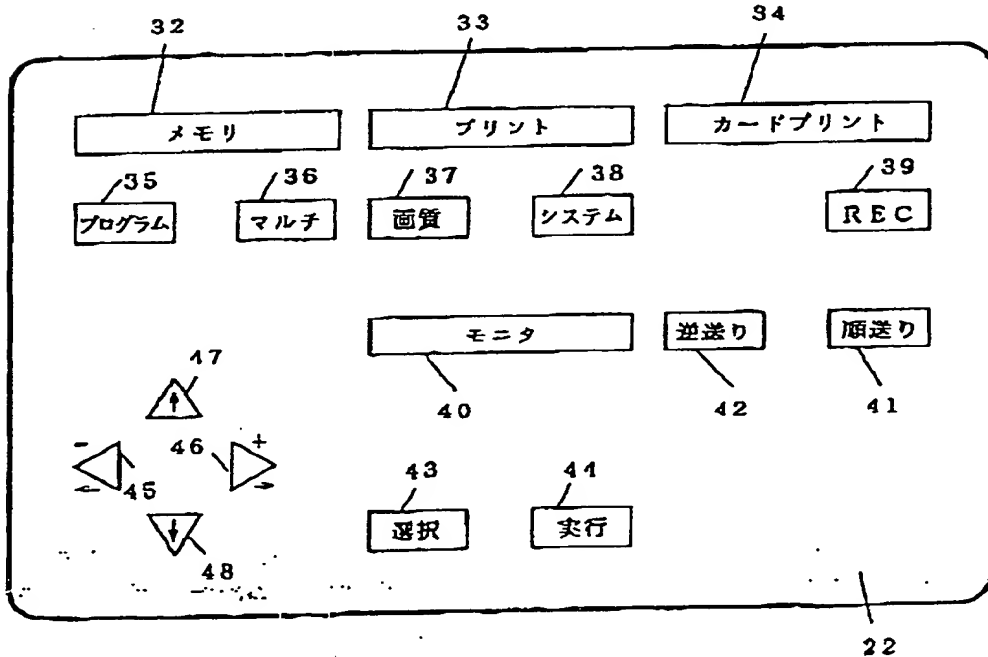 32 33 34
メモリ プリント カードプリント
35 36 37 38 39
プログラム マルチ 画質 システム REC
モニタ 逆送り 順送り
47 40 42 41
↑
- 46 +
← 45 →
43 44
選択 実行
↓
48
22